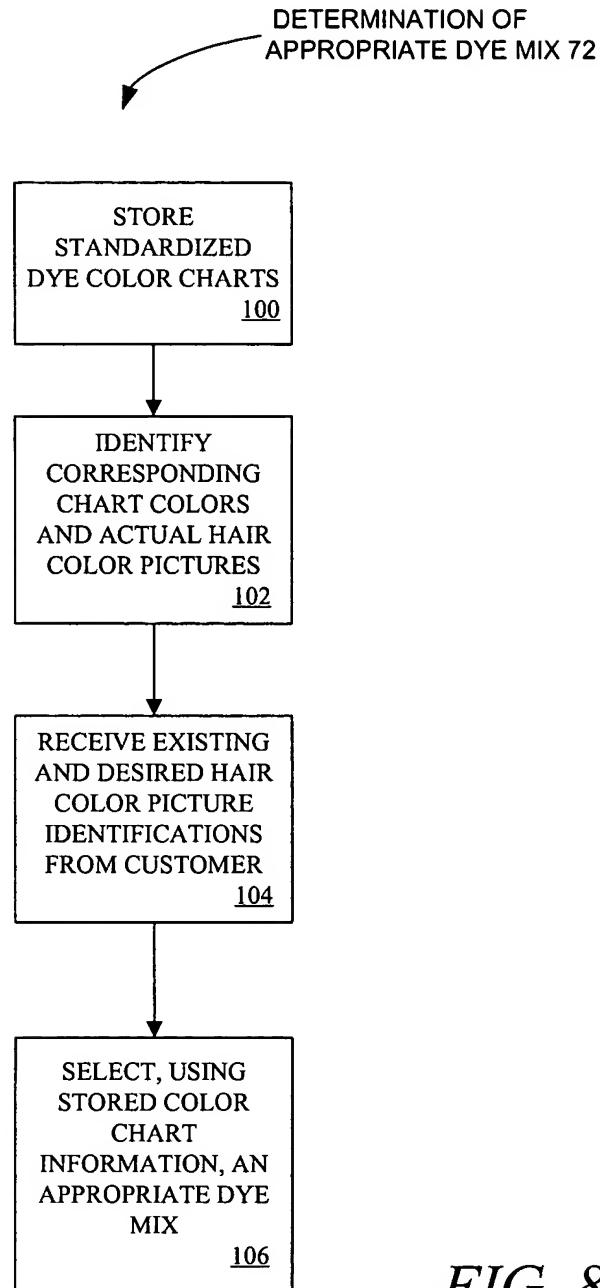 DETERMINATION OF
APPROPRIATE DYE MIX 72
STORE
STANDARDIZED
DYE COLOR CHARTS
100
IDENTIFY
CORRESPONDING
CHART COLORS
AND ACTUAL HAIR
COLOR PICTURES
102
RECEIVE EXISTING
AND DESIRED HAIR
COLOR PICTURE
IDENTIFICATIONS
FROM CUSTOMER
104
SELECT, USING
STORED COLOR
CHART
INFORMATION, AN
APPROPRIATE DYE
MIX
106
FIG. 8